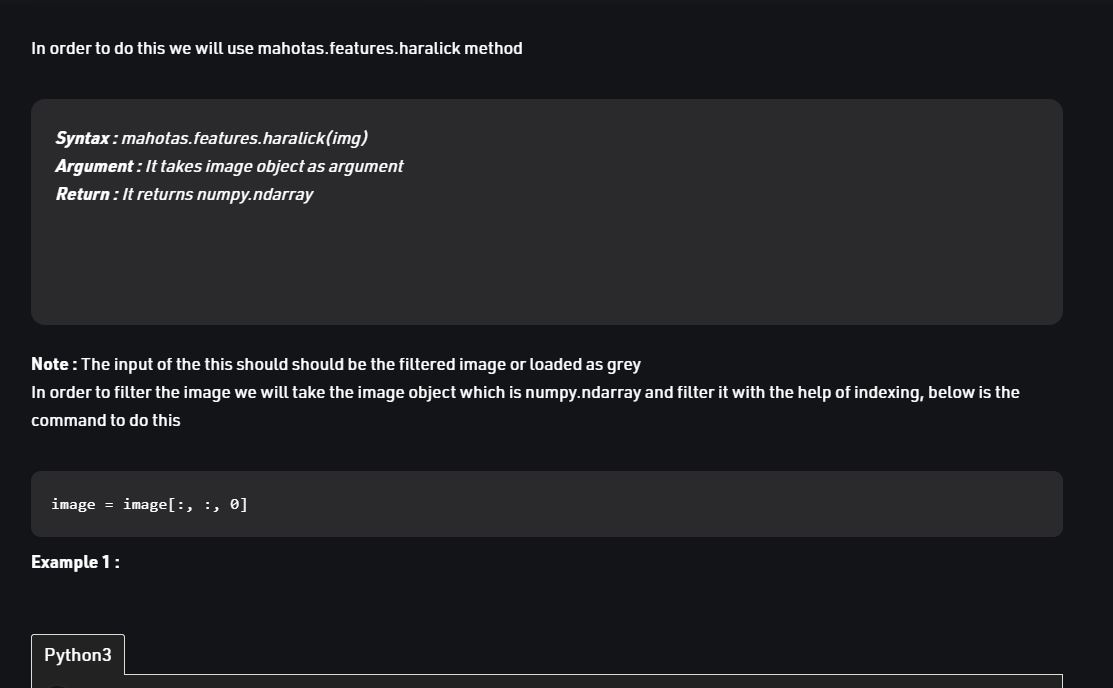 In order to do this we will use mahotas.features.haralick method
Syntax : mahotas.features.haralick(img)
Argument : It takes image object as argument
Return : It returns numpy.ndarray
Note : The input of the this should should be the filtered image or loaded as grey
In order to filter the image we will take the image object which is numpy.ndarray and filter it with the help of indexing, below is the
command to do this
image = image[:, :, 0]
Example 1 :
Python3